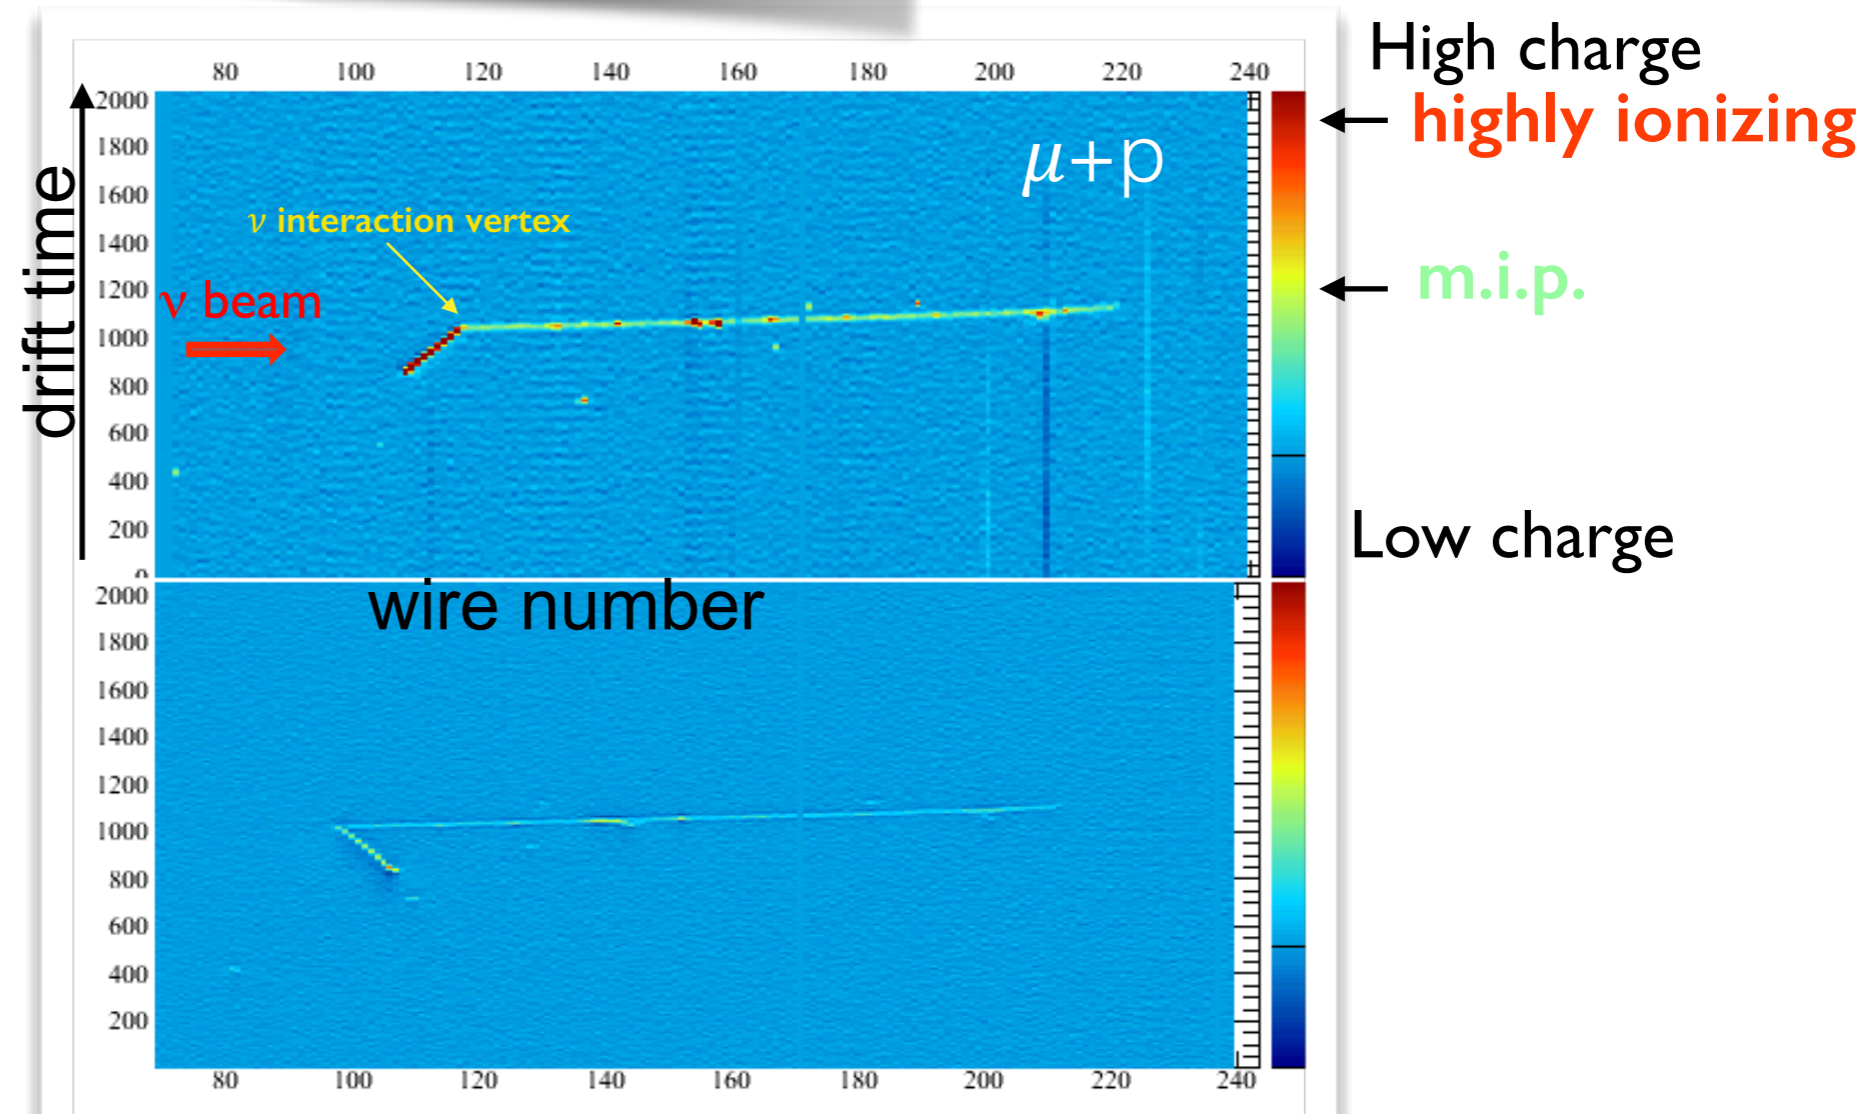 High charge
80 100 120 140 160 180 200 220 240
highly ionizing
2000
1800
μ+p
1600
ν interaction vertex
1400
m.i.p.
1200
ν beam
1000
drift time
800
600
400
Low charge
200
0
2000
wire number
1800
1600
1400
1200
1000
800
600
400
200
80 100 120 140 160 180 200 220 240